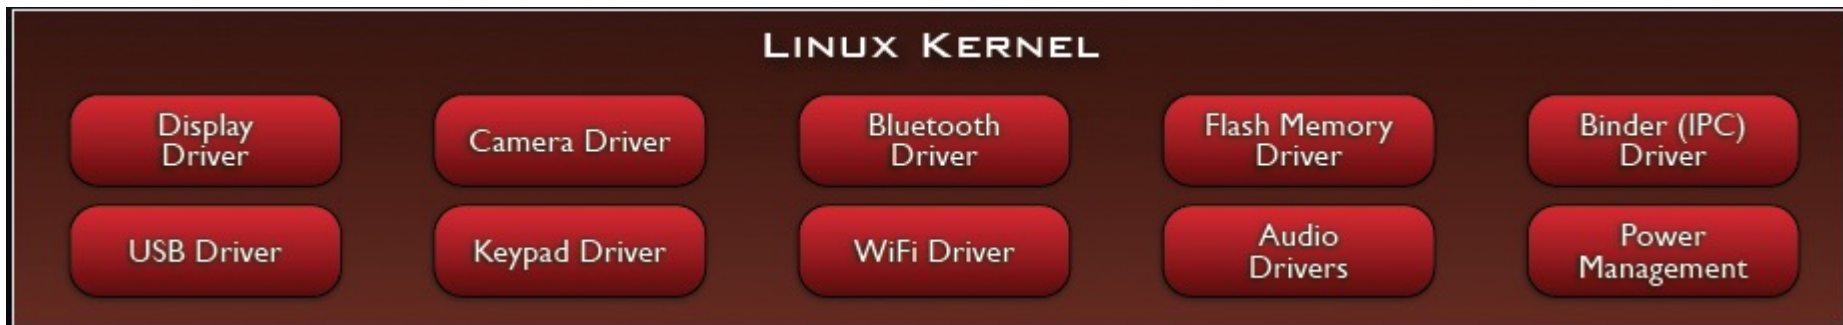 LINUX KERNEL
Display
Driver
Camera Driver
Bluetooth
Driver
Flash Memory
Driver
Binder (IPC)
Driver
USB Driver
Keypad Driver
WiFi Driver
Audio
Drivers
Power
Management